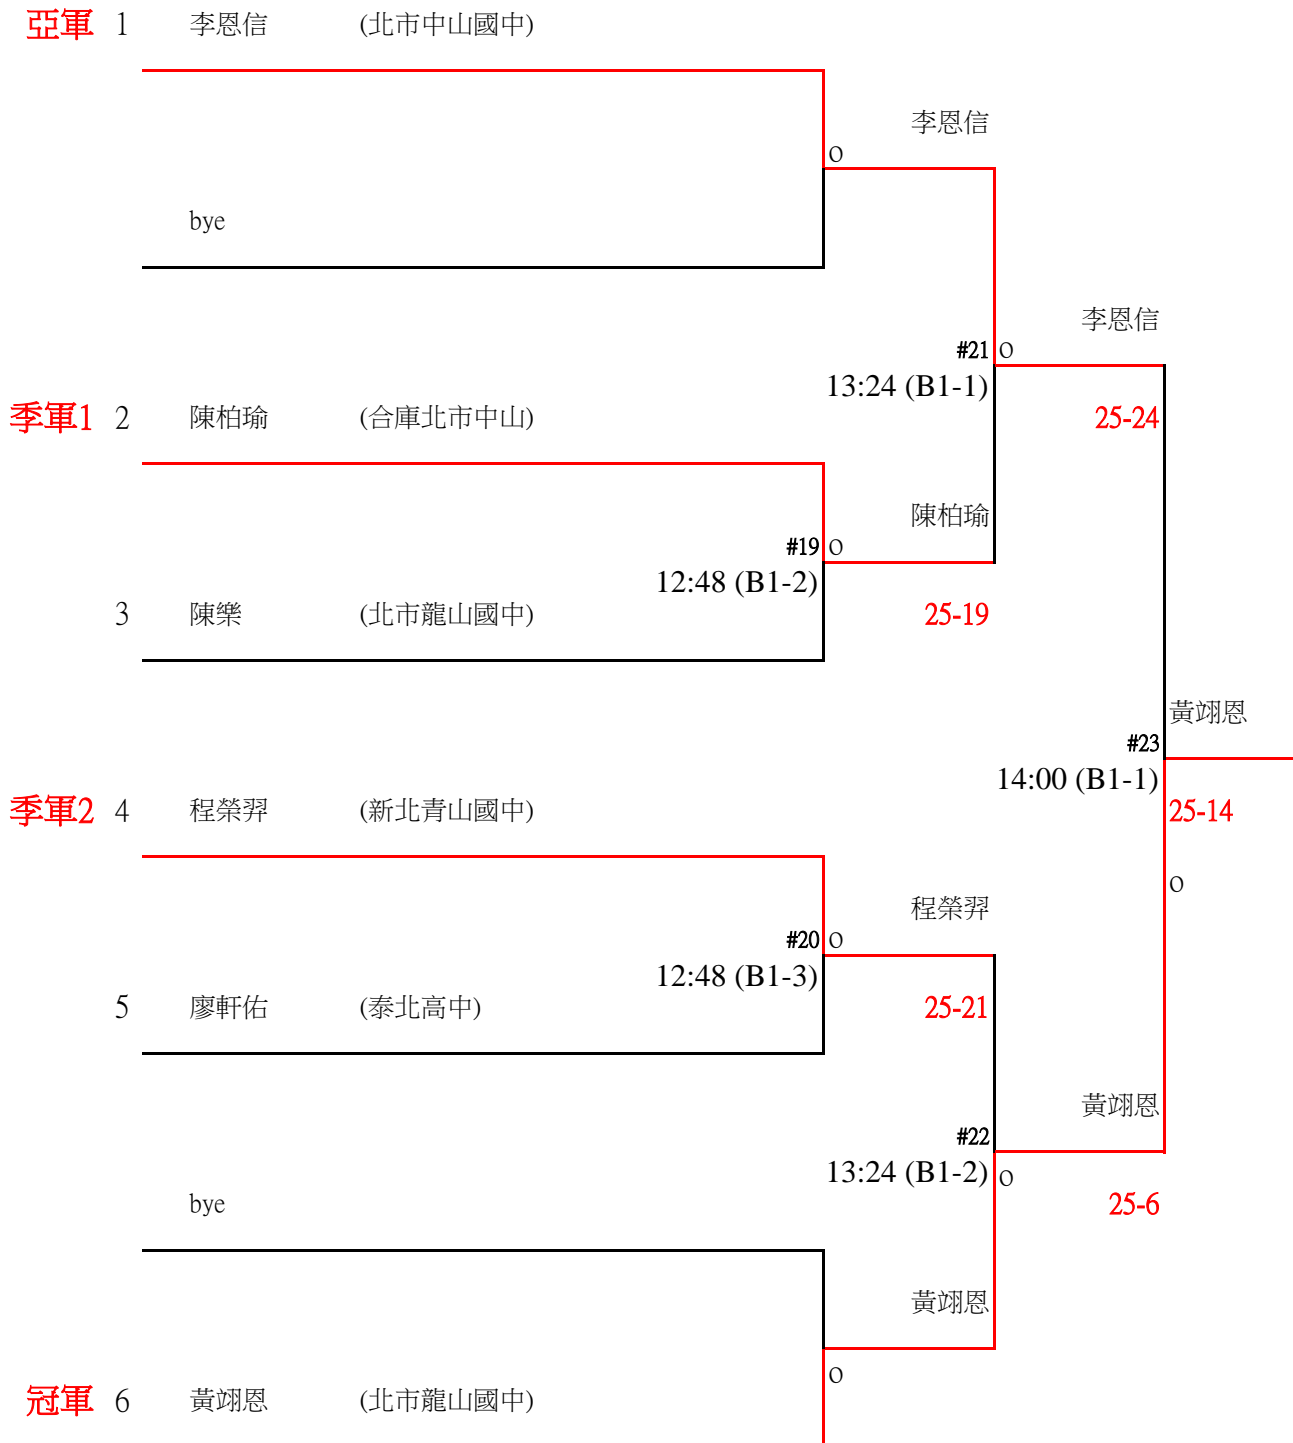 亞軍 1 李恩信 (北市中山國中)
李恩信
O
bye
李恩信
#21 O
13:24 (B1-1)
季軍1 2 陳柏瑜 (合庫北市中山) 25-24
陳柏瑜
#19 O
12:48 (B1-2)
3 陳樂 (北市龍山國中) 25-19
黃翊恩
#23
14:00 (B1-1)
季軍2 4 程榮羿 (新北青山國中) 25-14
O
程榮羿
#20 O
12:48 (B1-3)
5 廖軒佑 (泰北高中) 25-21
黃翊恩
#22
13:24 (B1-2) O
bye 25-6
黃翊恩
O
冠軍 6 黃翊恩 (北市龍山國中)